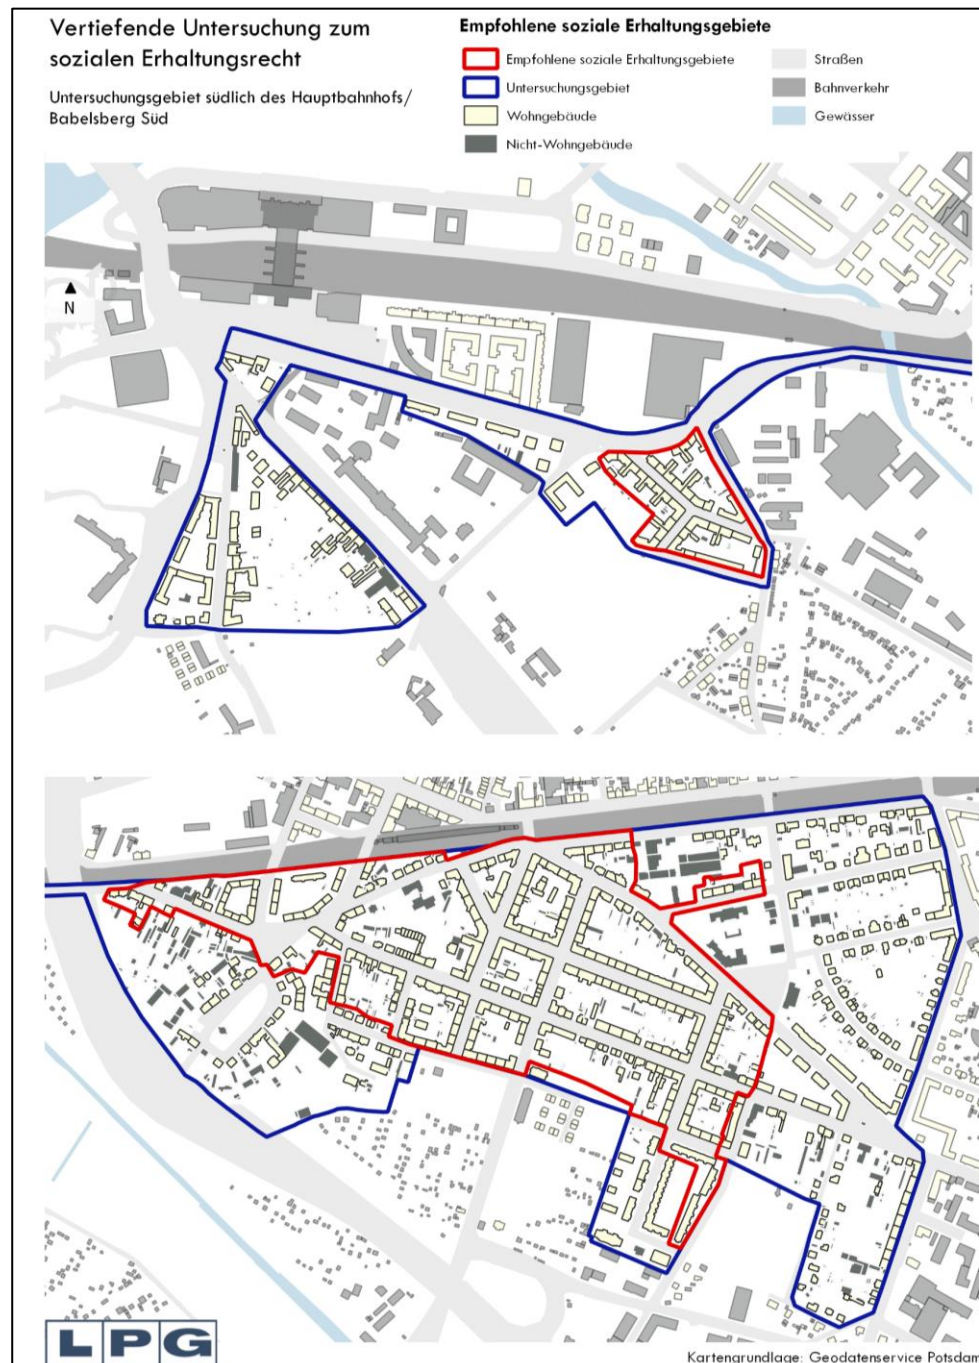 Vertiefende Untersuchung zum
sozialen Erhaltungsrecht
Untersuchungsgebiet südlich des Hauptbahnhofs/
Babelsberg Süd
Empfohlene soziale Erhaltungsgebiete
Empfohlene soziale Erhaltungsgebiete
Untersuchungsgebiet
Wohngebäude
Nicht-Wohngebäude
Straßen
Bahnverkehr
Gewässer
N
LPG
Kartengrundlage: Geodatenservice Potsdam